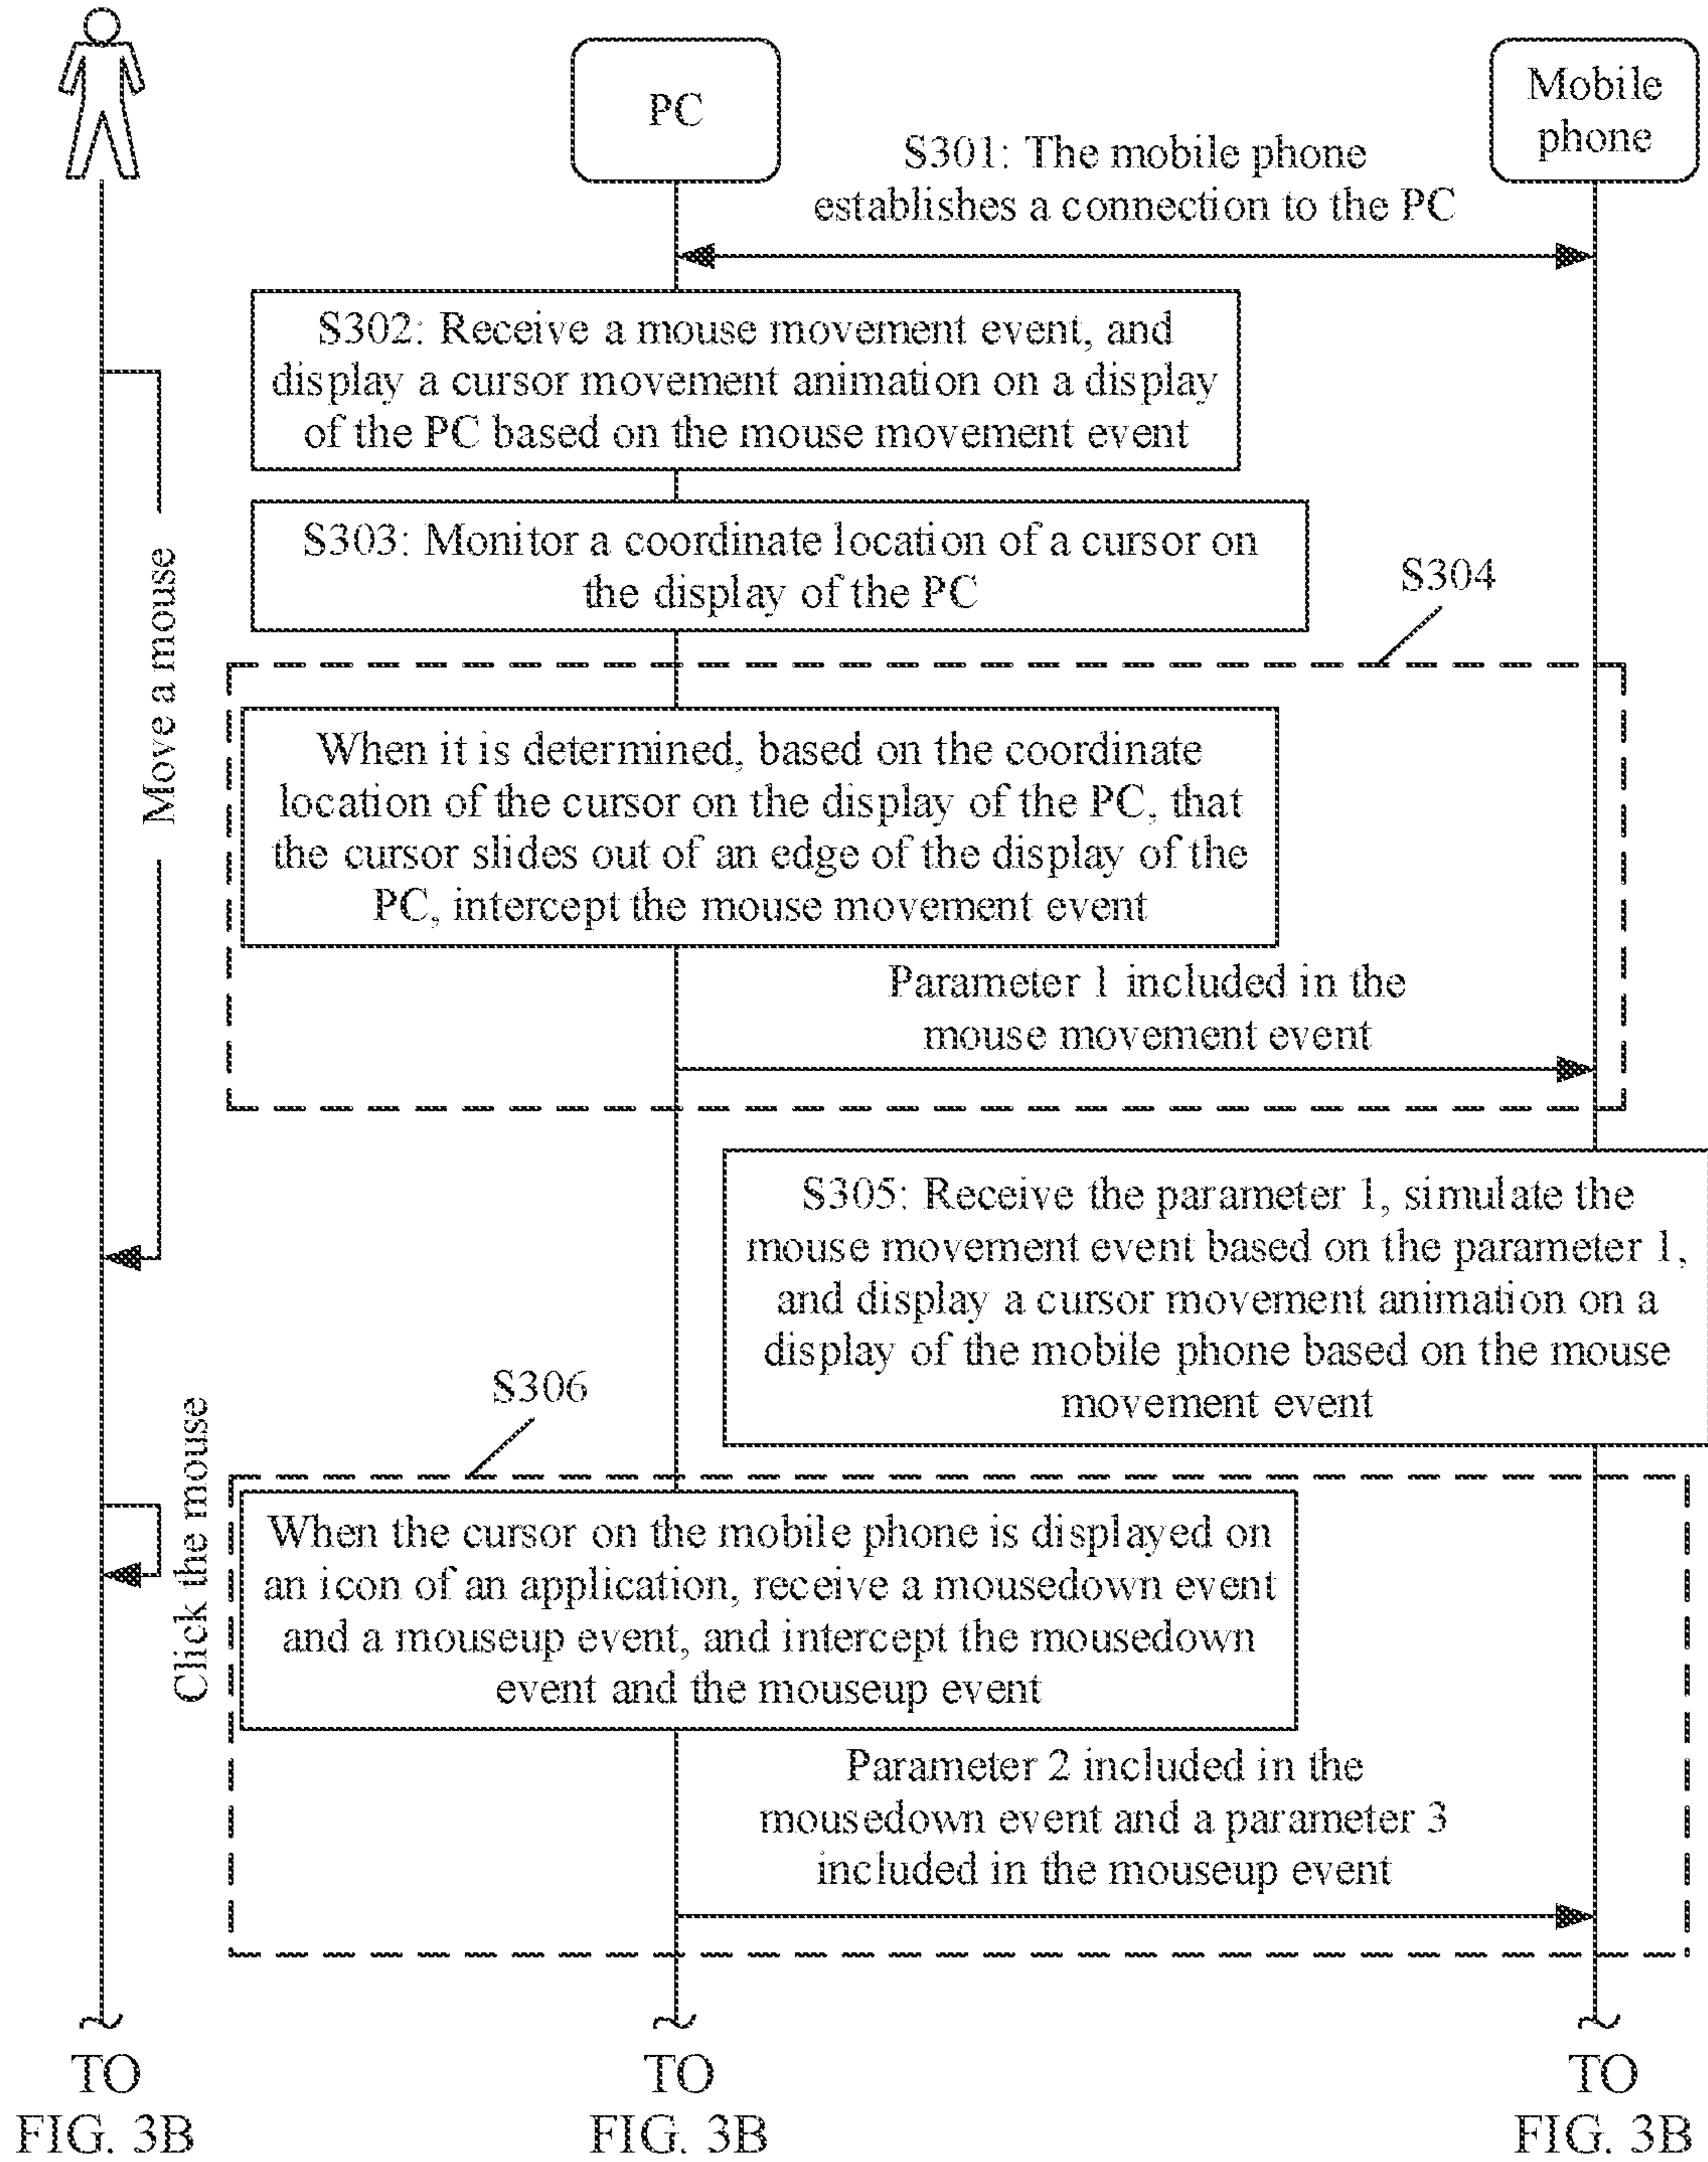 PC
Mobile
phone
S301: The mobile phone
establishes a connection to the PC
S302: Receive a mouse movement event, and
display a cursor movement animation on a display
of the PC based on the mouse movement event
S303: Monitor a coordinate location of a cursor on
the display of the PC
S304
Move a mouse
When it is determined, based on the coordinate
location of the cursor on the display of the PC, that
the cursor slides out of an edge of the display of the
PC, intercept the mouse movement event
Parameter 1 included in the
mouse movement event
S305: Receive the parameter 1, simulate the
mouse movement event based on the parameter 1,
and display a cursor movement animation on a
display of the mobile phone based on the mouse
movement event
S306
Click the mouse
When the cursor on the mobile phone is displayed on
an icon of an application, receive a mousedown event
and a mouseup event, and intercept the mousedown
event and the mouseup event
Parameter 2 included in the
mousedown event and a parameter 3
included in the mouseup event
TO
FIG. 3B
TO
FIG. 3B
TO
FIG. 3B